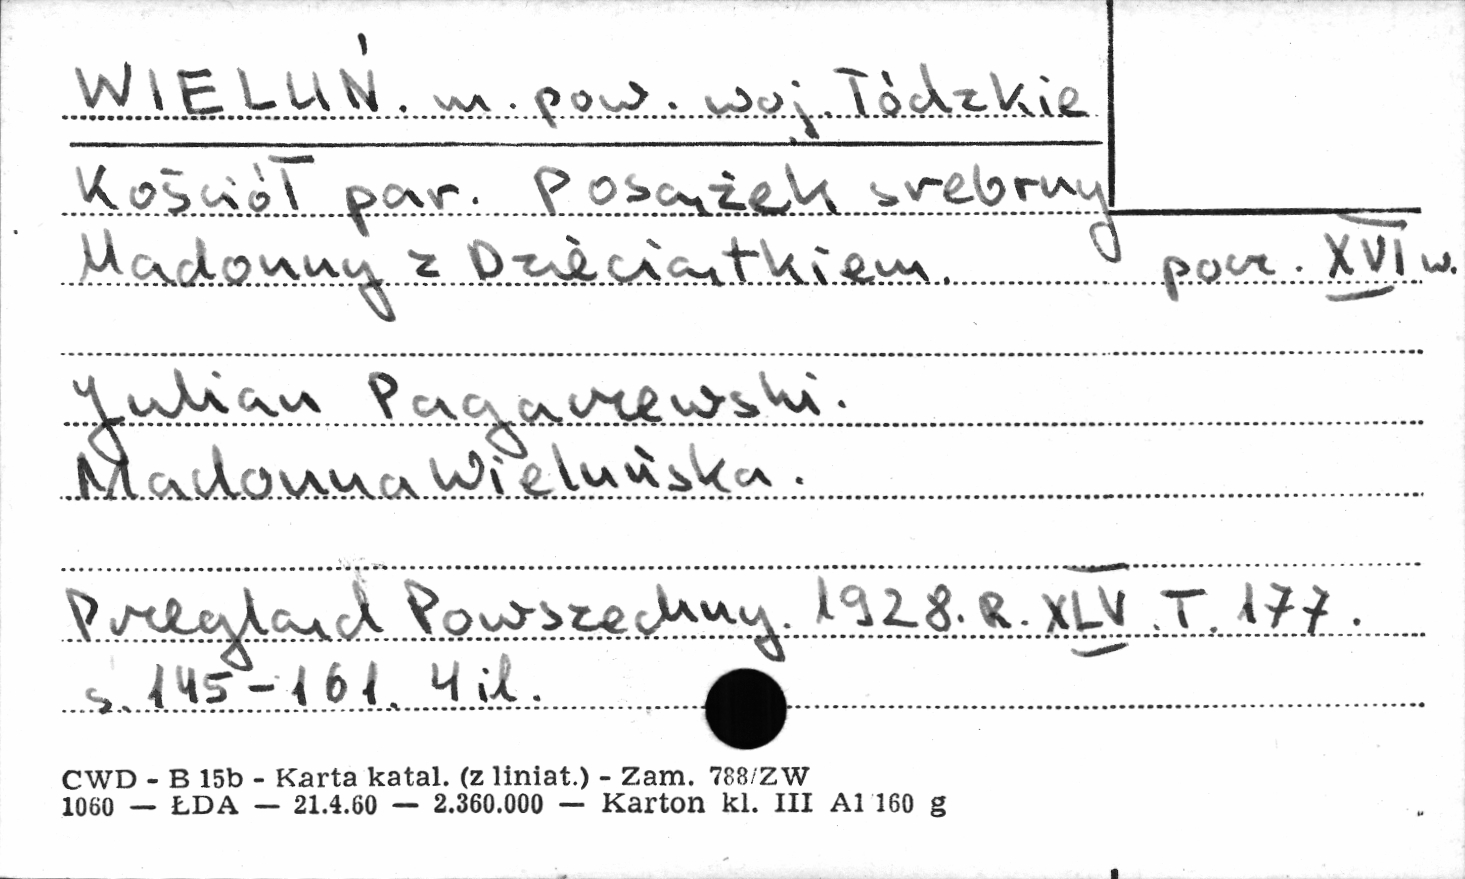 WIELUŃ. m. pow. woj. Łódzkie
Kościół par. Posążek srebrny
Madonny z Dzieciątkiem. pocz. XVI w.
Julian Pagaczewski.
Madonna Wieluńska.
Przegląd Powszechny. 1928. R. XLV. T. 177.
s. 145-161. 4 il.
CWD - B 15b - Karta katal. (z liniat.) - Zam. 788/ZW
1060 — ŁDA — 21.4.60 — 2.360.000 — Karton kl. III A1 160 g